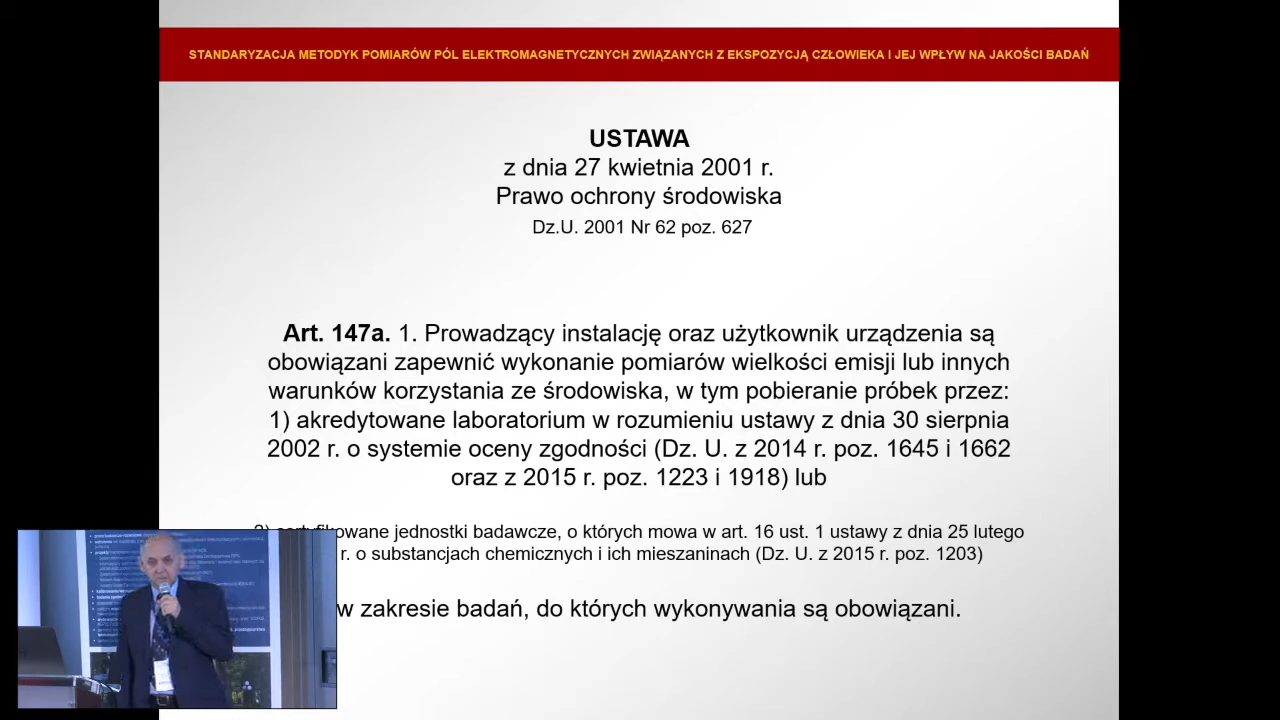 STANDARYZACJA METODYK POMIARÓW PÓL ELEKTROMAGNETYCZNYCH ZWIĄZANYCH Z EKSPOZYCJĄ CZŁOWIEKA I JEJ WPŁYW NA JAKOŚCI BADAŃ
USTAWA
z dnia 27 kwietnia 2001 r.
Prawo ochrony środowiska
Dz.U. 2001 Nr 62 poz. 627
Art. 147a. 1. Prowadzący instalację oraz użytkownik urządzenia są
obowiązani zapewnić wykonanie pomiarów wielkości emisji lub innych
warunków korzystania ze środowiska, w tym pobieranie próbek przez:
1) akredytowane laboratorium w rozumieniu ustawy z dnia 30 sierpnia
2002 r. o systemie oceny zgodności (Dz. U. z 2014 r. poz. 1645 i 1662
oraz z 2015 r. poz. 1223 i 1918) lub
2) certyfikowane jednostki badawcze, o których mowa w art. 16 ust. 1 ustawy z dnia 25 lutego
r. o substancjach chemicznych i ich mieszaninach (Dz. U. z 2015 r. poz. 1203)
w zakresie badań, do których wykonywania są obowiązani.